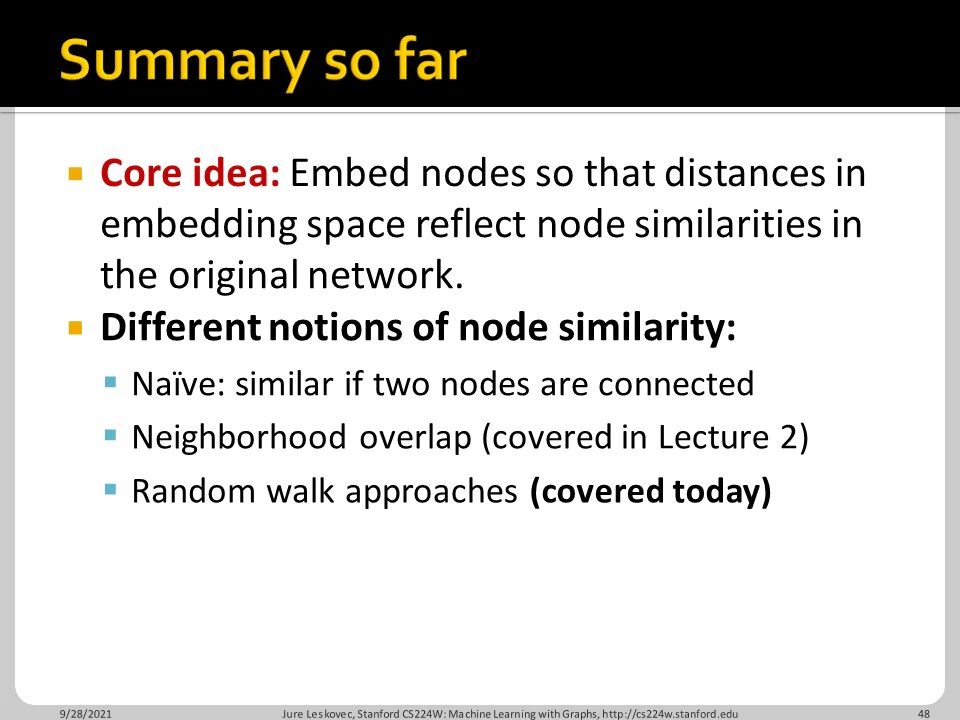 Summary so far
Core idea: Embed nodes so that distances in
embedding space reflect node similarities in
the original network.
Different notions of node similarity:
Naïve: similar if two nodes are connected
Neighborhood overlap (covered in Lecture 2)
Random walk approaches (covered today)
9/28/2021 Jure Leskovec, Stanford CS224W: Machine Learning with Graphs, http://cs224w.stanford.edu 48